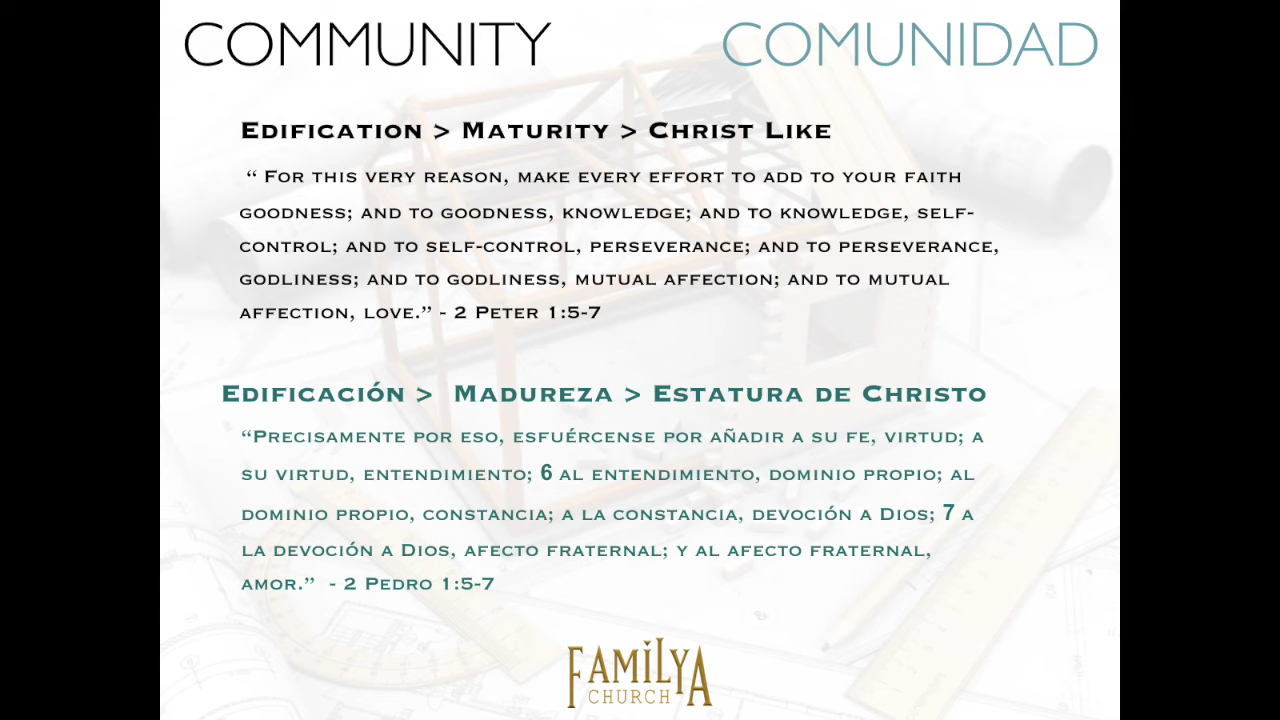 COMMUNITY COMUNIDAD
Edification > Maturity > Christ Like
“ For this very reason, make every effort to add to your faith
goodness; and to goodness, knowledge; and to knowledge, self-
control; and to self-control, perseverance; and to perseverance,
godliness; and to godliness, mutual affection; and to mutual
affection, love.” - 2 Peter 1:5-7
Edificación > Madureza > Estatura de Christo
“Precisamente por eso, esfuércense por añadir a su fe, virtud; a
su virtud, entendimiento; 6 al entendimiento, dominio propio; al
dominio propio, constancia; a la constancia, devoción a Dios; 7 a
la devoción a Dios, afecto fraternal; y al afecto fraternal,
amor.” - 2 Pedro 1:5-7
FAMILYA
CHURCH